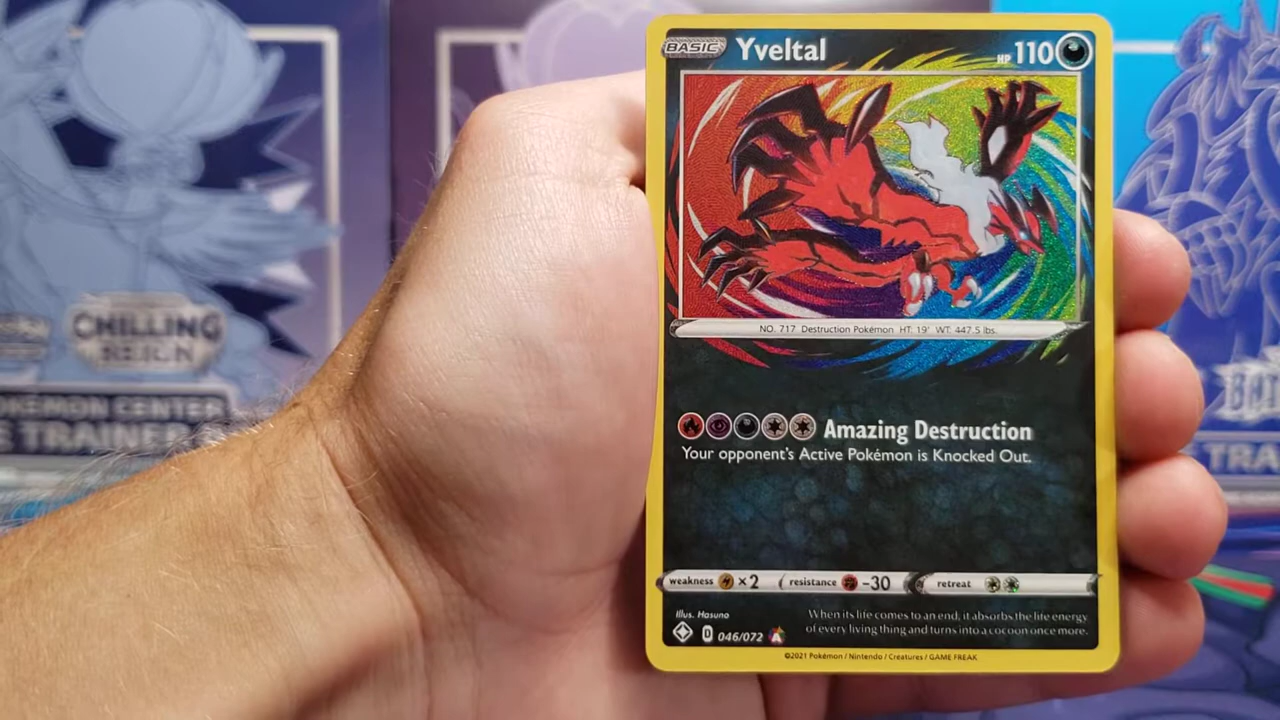 BASIC Yveltal HP 110
NO. 717 Destruction Pokémon HT: 19' WT: 447.5 lbs.
Amazing Destruction
Your opponent's Active Pokémon is Knocked Out.
weakness ×2 resistance -30 retreat
Illus. Hasuno
When its life comes to an end, it absorbs the life energy
of every living thing and turns into a cocoon once more.
D 046/072 A
©2021 Pokémon / Nintendo / Creatures / GAME FREAK
CHILLING
REIGN
POKÉMON CENTER
E TRAINER
BAT
TRA